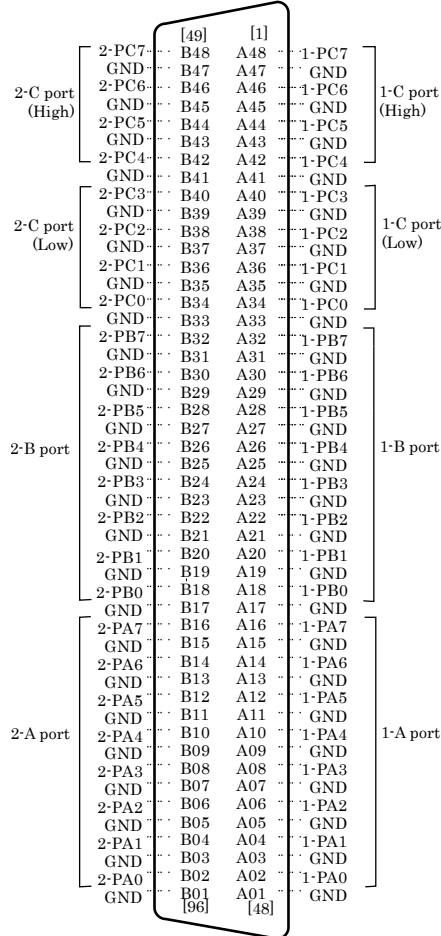 [49] [1]
2-PC7 B48 A48 1-PC7
GND B47 A47 GND
2-PC6 B46 A46 1-PC6
2-C port 1-C port
GND B45 A45 GND
(High) (High)
2-PC5 B44 A44 1-PC5
GND B43 A43 GND
2-PC4 B42 A42 1-PC4
GND B41 A41 GND
2-PC3 B40 A40 1-PC3
GND B39 A39 GND
2-C port 1-C port
2-PC2 B38 A38 1-PC2
(Low) (Low)
GND B37 A37 GND
2-PC1 B36 A36 1-PC1
GND B35 A35 GND
2-PC0 B34 A34 1-PC0
GND B33 A33 GND
2-PB7 B32 A32 1-PB7
GND B31 A31 GND
2-PB6 B30 A30 1-PB6
GND B29 A29 GND
2-PB5 B28 A28 1-PB5
GND B27 A27 GND
2-B port 2-PB4 B26 A26 1-PB4 1-B port
GND B25 A25 GND
2-PB3 B24 A24 1-PB3
GND B23 A23 GND
2-PB2 B22 A22 1-PB2
GND B21 A21 GND
2-PB1 B20 A20 1-PB1
GND B19 A19 GND
2-PB0 B18 A18 1-PB0
GND B17 A17 GND
2-PA7 B16 A16 1-PA7
GND B15 A15 GND
2-PA6 B14 A14 1-PA6
GND B13 A13 GND
2-PA5 B12 A12 1-PA5
GND B11 A11 GND
2-A port 2-PA4 B10 A10 1-PA4 1-A port
GND B09 A09 GND
2-PA3 B08 A08 1-PA3
GND B07 A07 GND
2-PA2 B06 A06 1-PA2
GND B05 A05 GND
2-PA1 B04 A04 1-PA1
GND B03 A03 GND
2-PA0 B02 A02 1-PA0
GND B01 A01 GND
[96] [48]